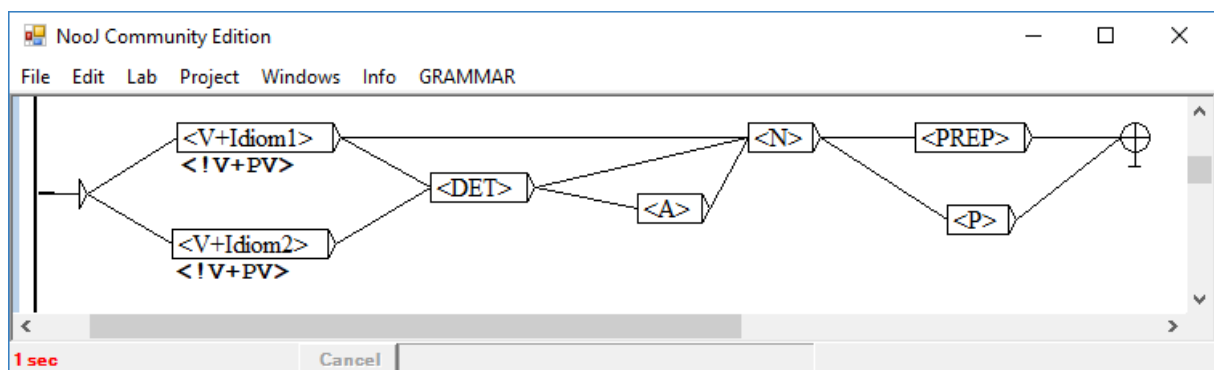 NooJ Community Edition
File Edit Lab Project Windows Info GRAMMAR
<V+Idiom1>
<!V+PV>
<N>
<PREP>
<DET>
<A>
<P>
<V+Idiom2>
<!V+PV>
1 sec
Cancel